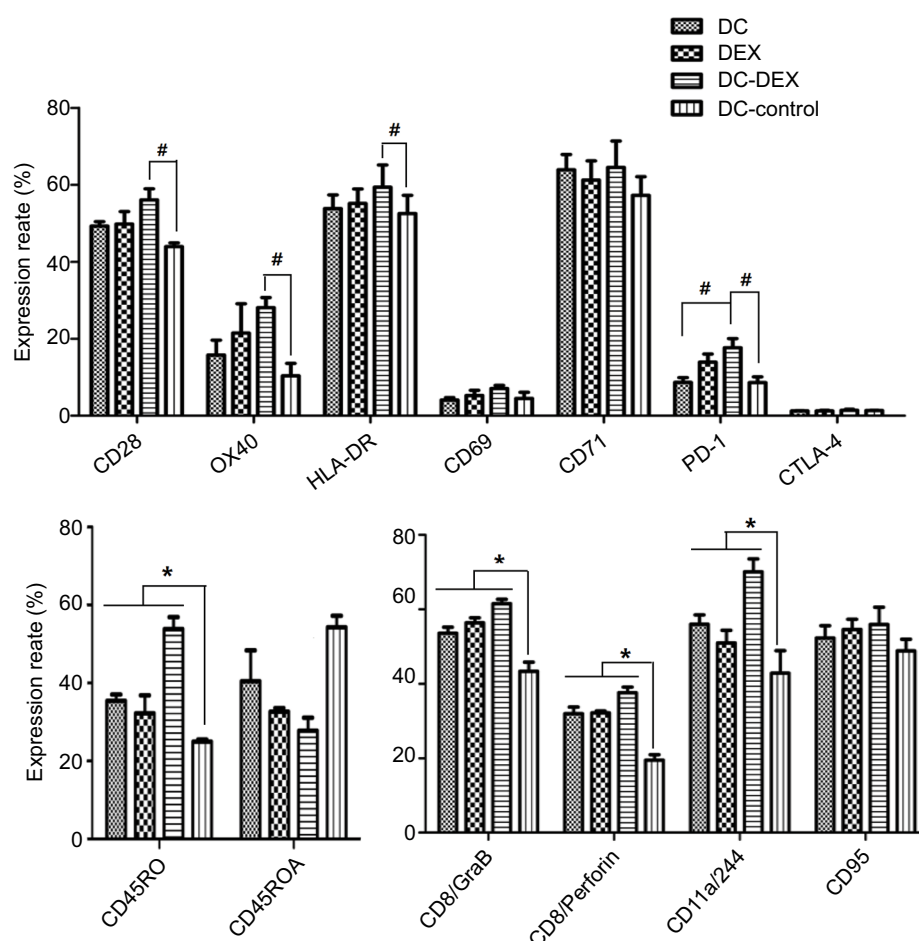 DC
DEX
DC-DEX
DC-control
Expression reate (%)
80
60
40
20
0
# # # # #
CD28 OX40 HLA-DR CD69 CD71 PD-1 CTLA-4
Expression reate (%)
80
60
40
20
0
*
CD45RO CD45ROA
80
60
40
20
0
* * *
CD8/GraB CD8/Perforin CD11a/244 CD95